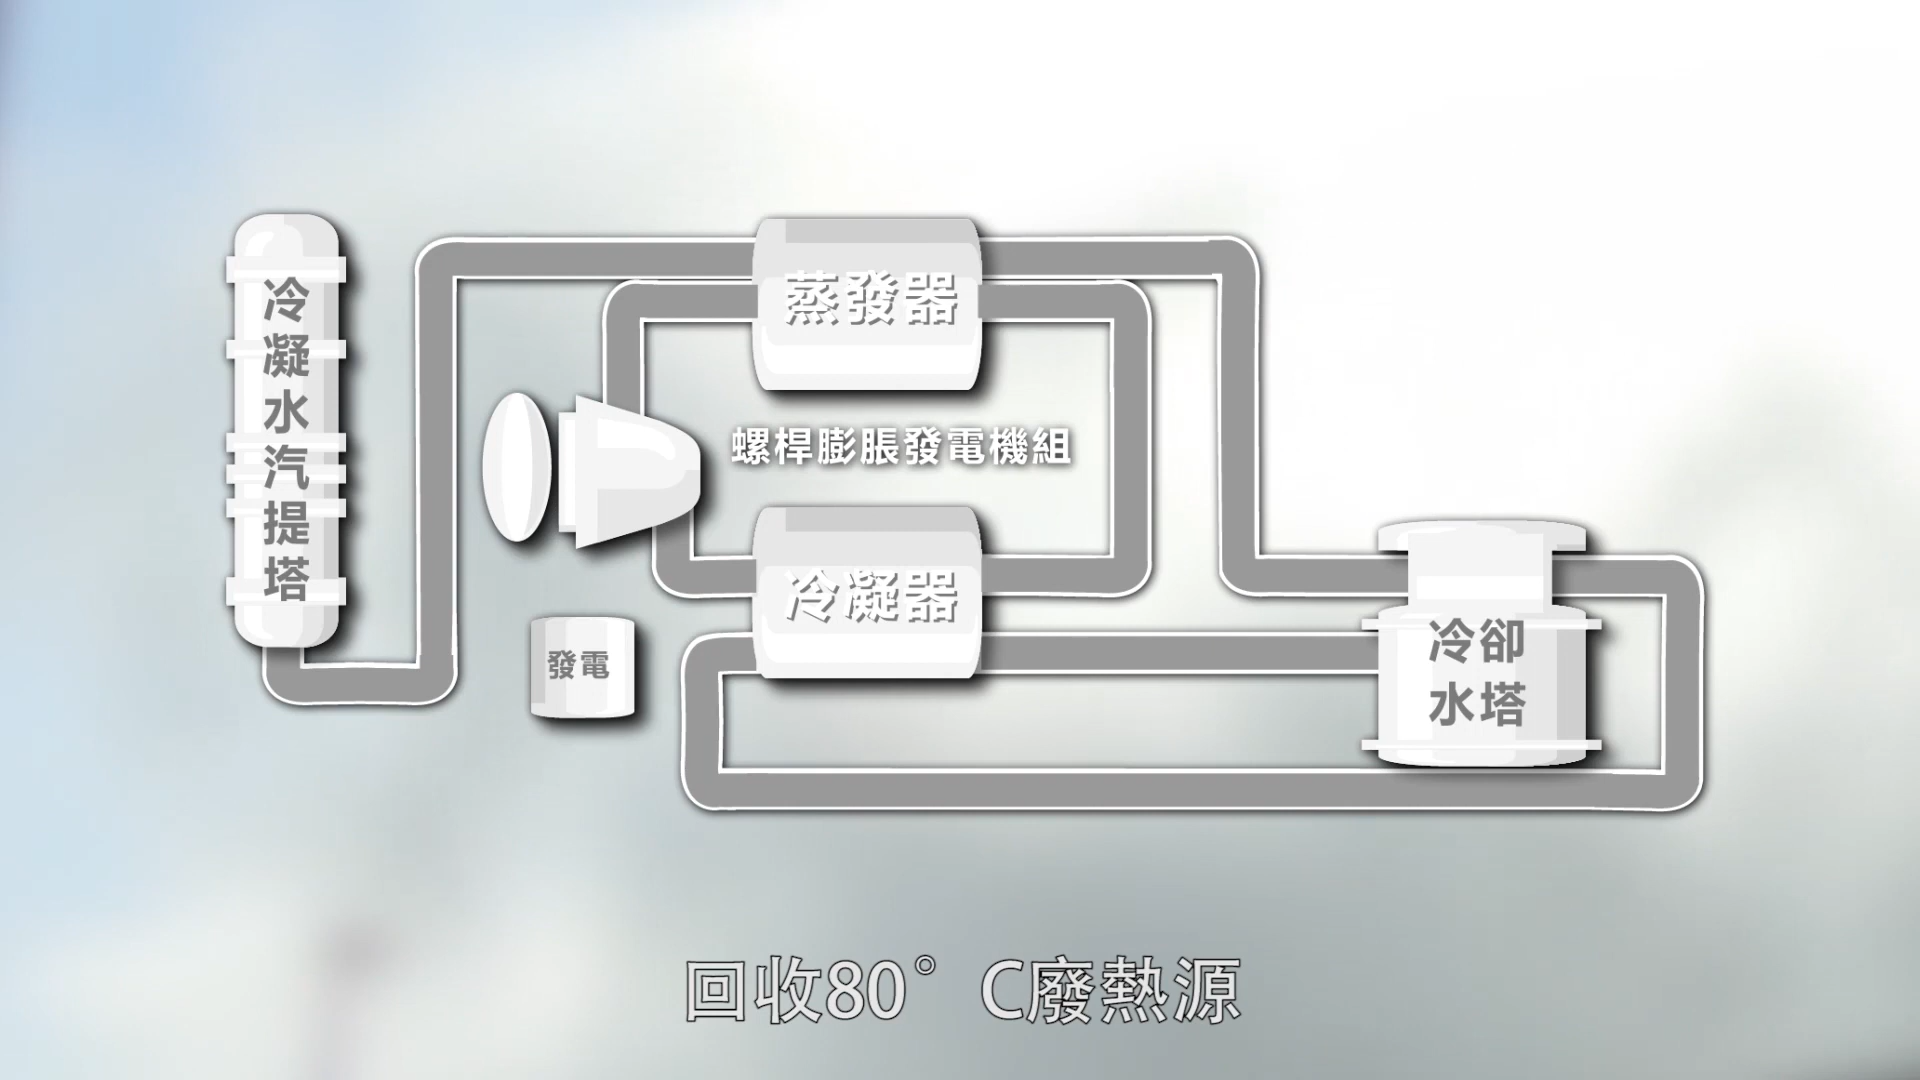 冷凝水汽提塔
蒸發器
螺桿膨脹發電機組
冷凝器
發電
冷卻
水塔
回收80°C廢熱源